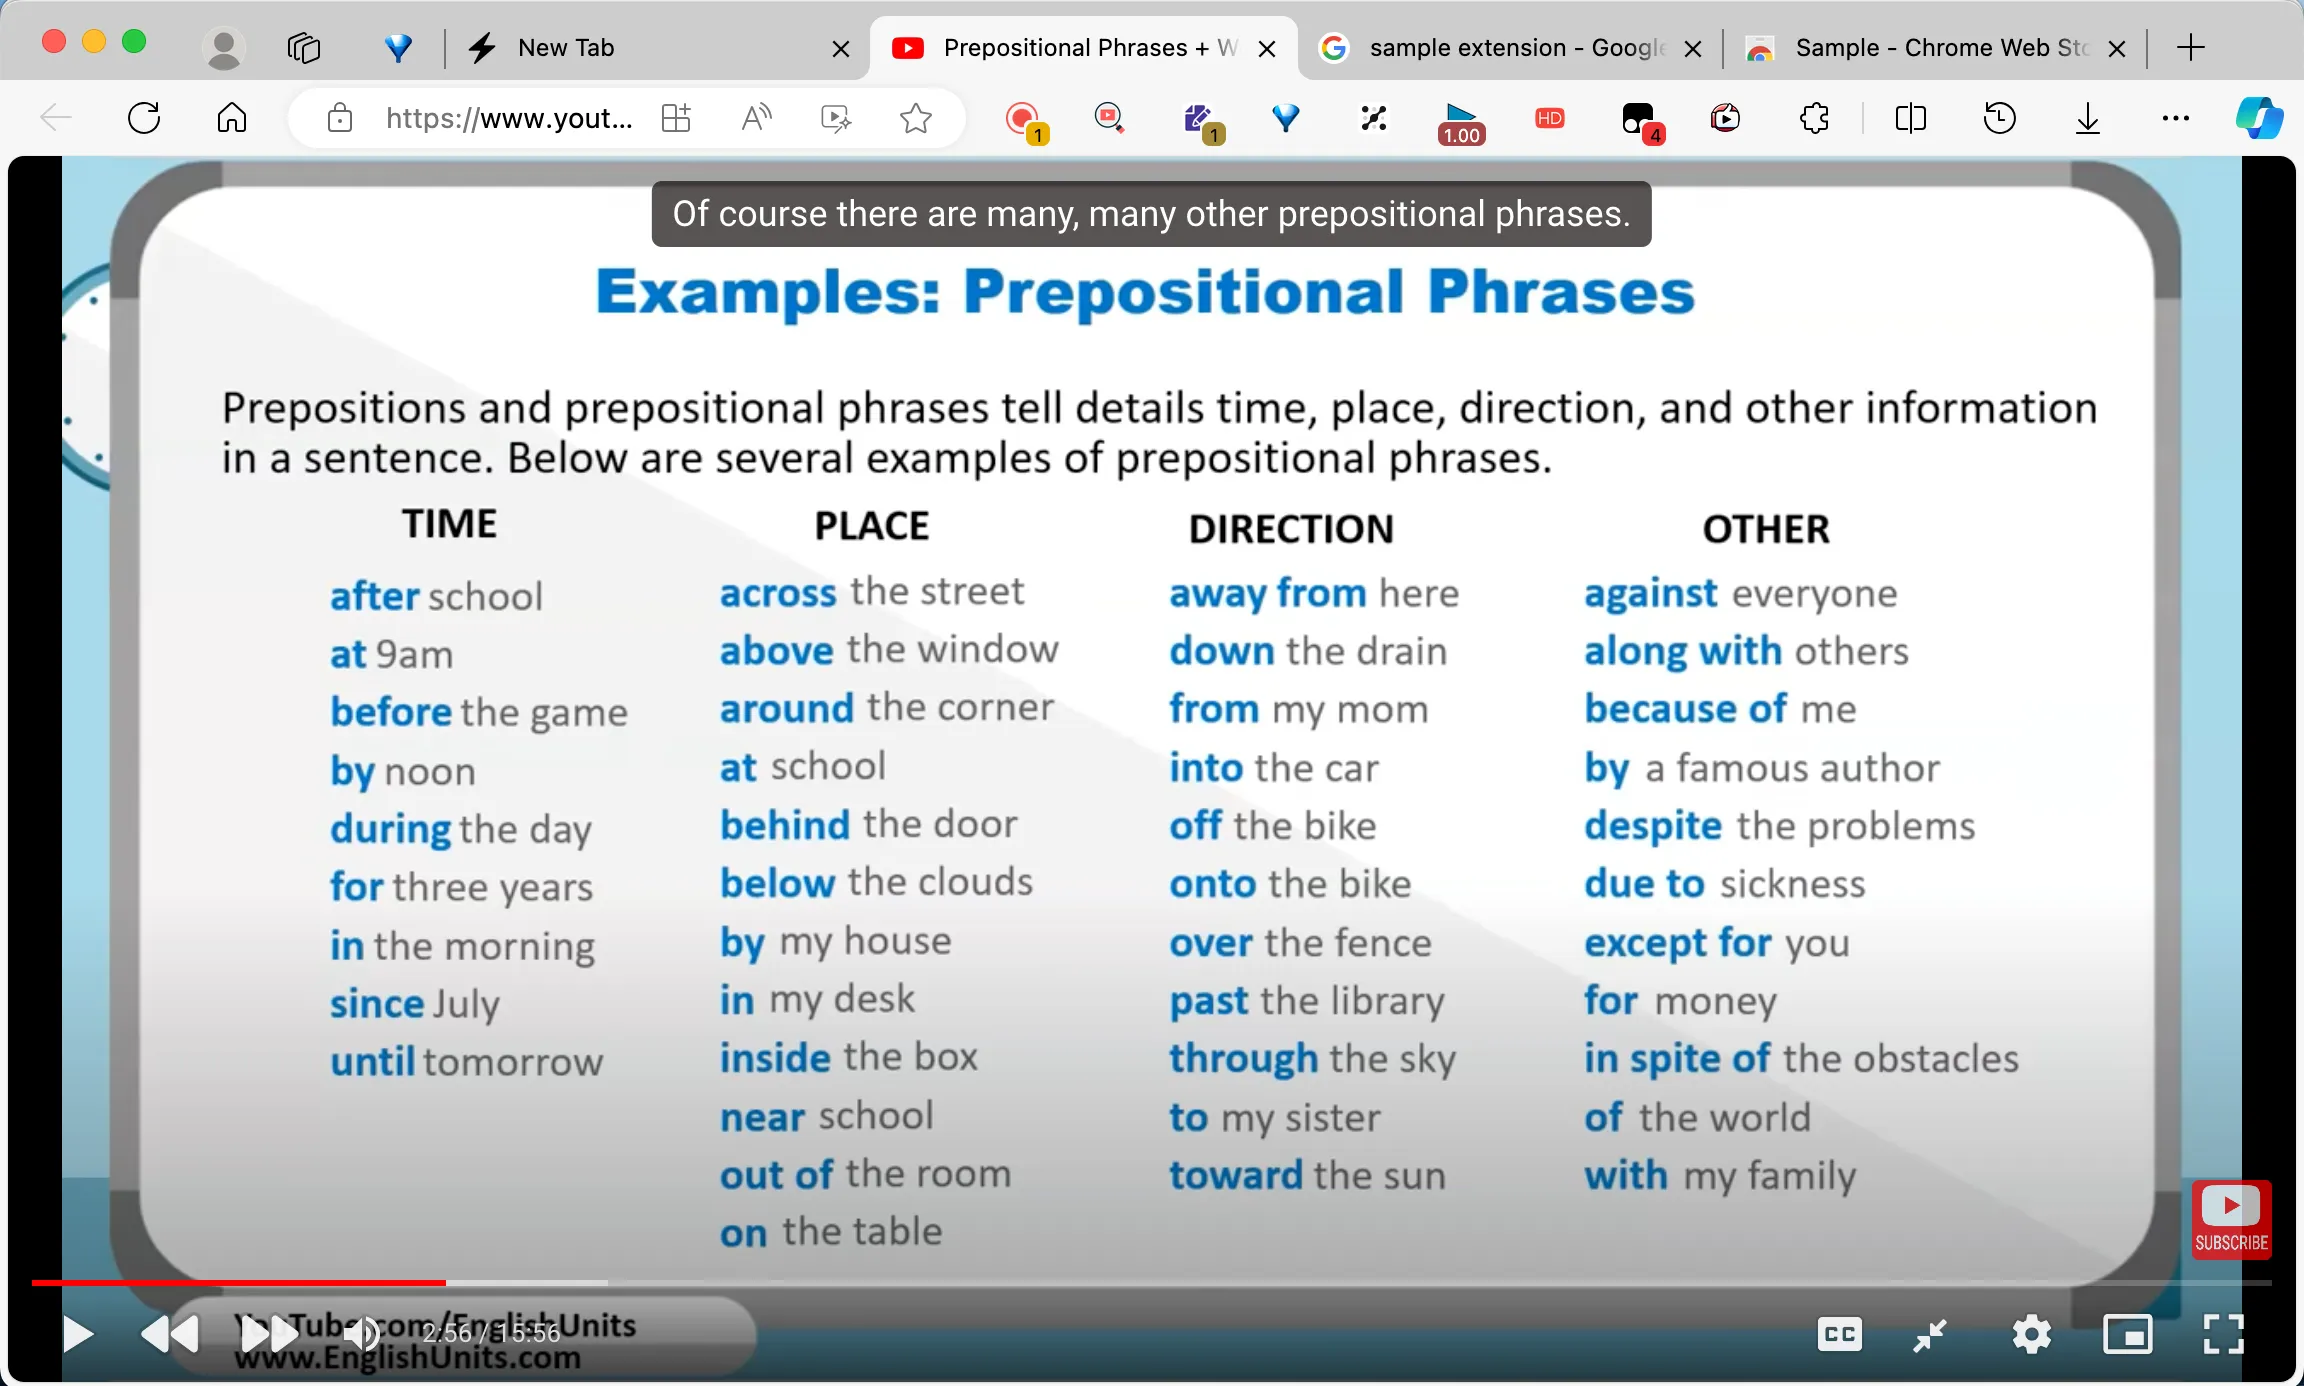 New Tab
Prepositional Phrases + W
sample extension - Google
Sample - Chrome Web Sto
https://www.yout...
1
1
1.00
HD
4
Of course there are many, many other prepositional phrases.
Examples: Prepositional Phrases
Prepositions and prepositional phrases tell details time, place, direction, and other information
in a sentence. Below are several examples of prepositional phrases.
TIME
after school
at 9am
before the game
by noon
during the day
for three years
in the morning
since July
until tomorrow
PLACE
across the street
above the window
around the corner
at school
behind the door
below the clouds
by my house
in my desk
inside the box
near school
out of the room
on the table
DIRECTION
away from here
down the drain
from my mom
into the car
off the bike
onto the bike
over the fence
past the library
through the sky
to my sister
toward the sun
OTHER
against everyone
along with others
because of me
by a famous author
despite the problems
due to sickness
except for you
for money
in spite of the obstacles
of the world
with my family
SUBSCRIBE
YouTube.com/EnglishUnits
2:56 / 15:56
www.EnglishUnits.com
CC